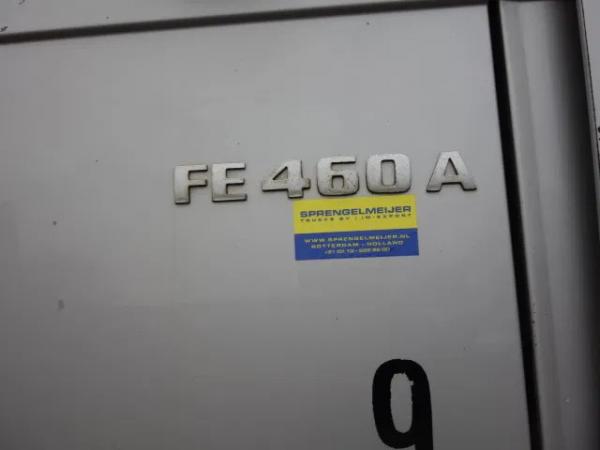 FE 460 A
SPRENGELMEIJER
TRUCKS BV | IM-EXPORT
WWW.SPRENGELMEIJER.NL
ROTTERDAM - HOLLAND
9